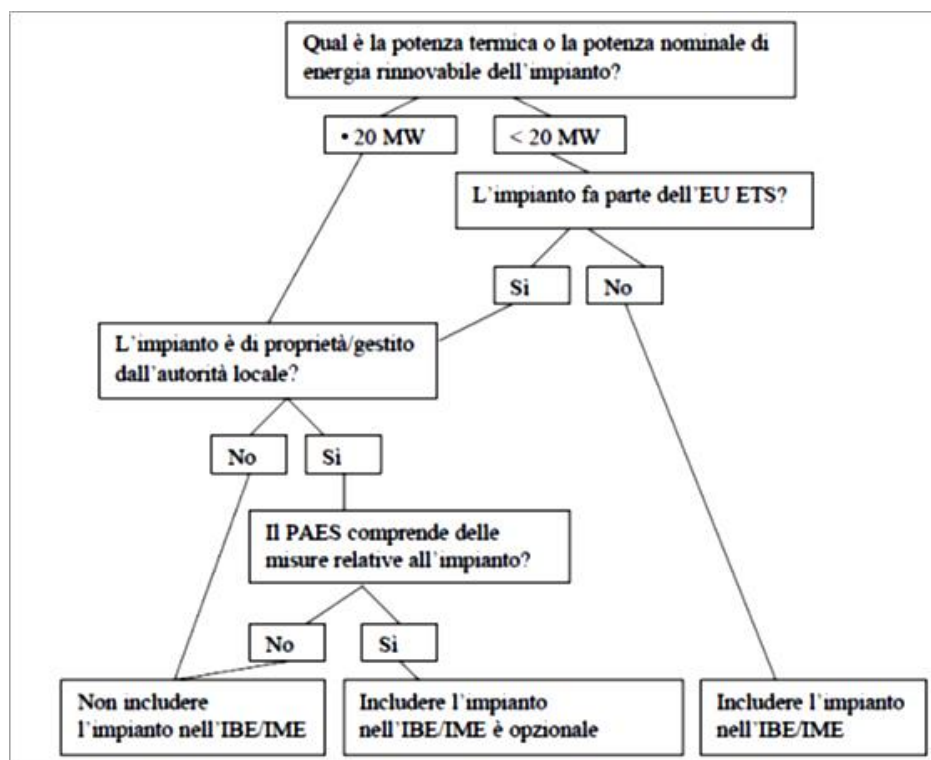 Qual è la potenza termica o la potenza nominale di
energia rinnovabile dell'impianto?
• 20 MW
< 20 MW
L'impianto fa parte dell'EU ETS?
Sì
No
L'impianto è di proprietà/gestito
dall'autorità locale?
No
Sì
Il PAES comprende delle
misure relative all'impianto?
No
Sì
Non includere
l'impianto nell'IBE/IME
Includere l'impianto
nell'IBE/IME è opzionale
Includere l'impianto
nell'IBE/IME